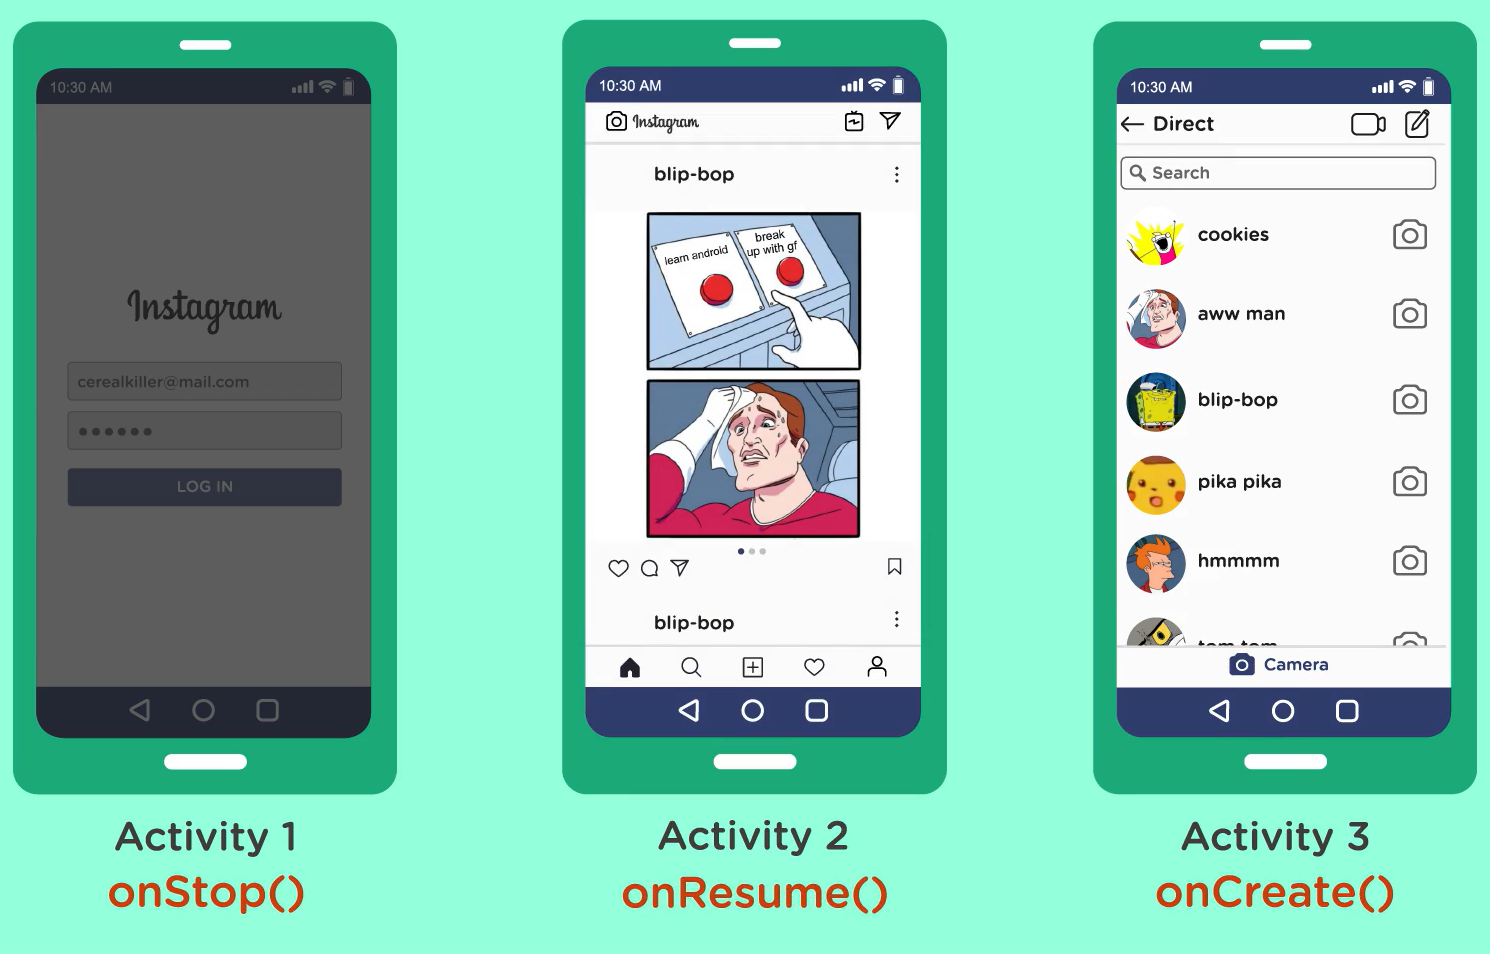 10:30 AM
Instagram
cerealkiller@mail.com
LOG IN
Activity 1
onStop()
10:30 AM
Instagram
blip-bop
learn android
break
up with gf
blip-bop
Activity 2
onResume()
10:30 AM
Direct
Search
cookies
aww man
blip-bop
pika pika
hmmmm
tom tom
Camera
Activity 3
onCreate()